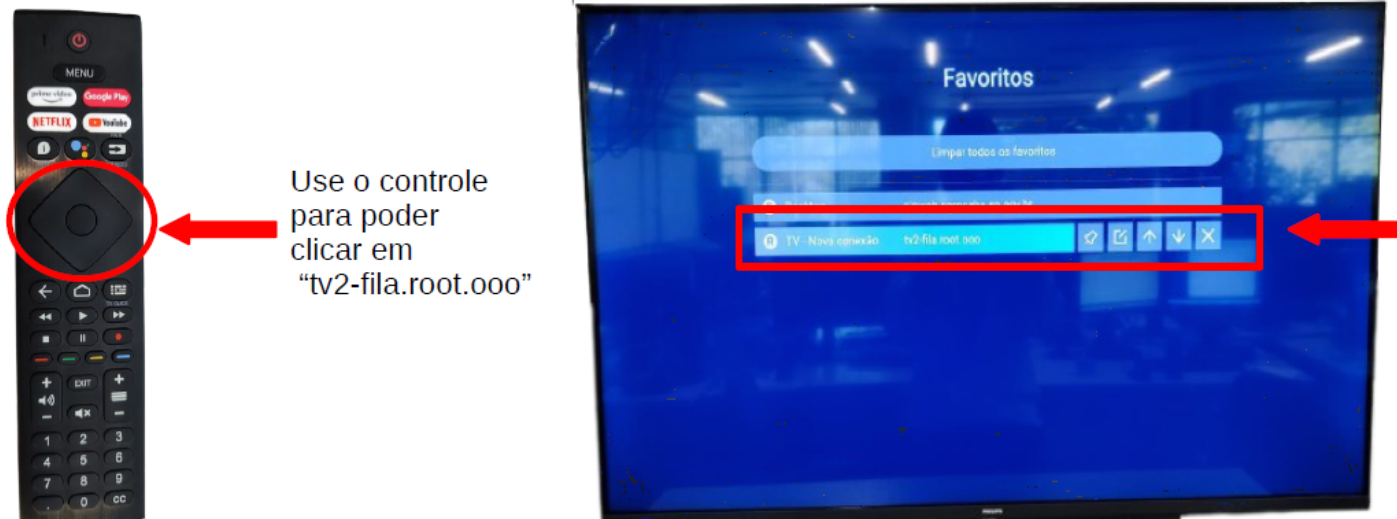 MENU
prime video
Google Play
NETFLIX
YouTube
TV GUIDE
EXIT
1 2 3
4 5 6
7 8 9
. 0 CC
Use o controle
para poder
clicar em
“tv2-fila.root.ooo”
Favoritos
Limpar todos os favoritos
TV - Nova conexão tv2-fila.root.ooo
PHILIPS